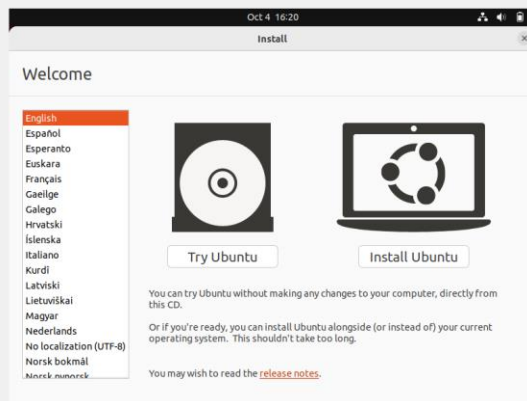 Oct 4 16:20
Install
Welcome
English
Español
Esperanto
Euskara
Français
Gaeilge
Galego
Hrvatski
Íslenska
Italiano
Kurdî
Latviski
Lietuviškai
Magyar
Nederlands
No localization (UTF-8)
Norsk bokmål
Norsk nynorsk
Try Ubuntu
Install Ubuntu
You can try Ubuntu without making any changes to your computer, directly from
this CD.
Or if you're ready, you can install Ubuntu alongside (or instead of) your current
operating system. This shouldn't take too long.
You may wish to read the release notes.